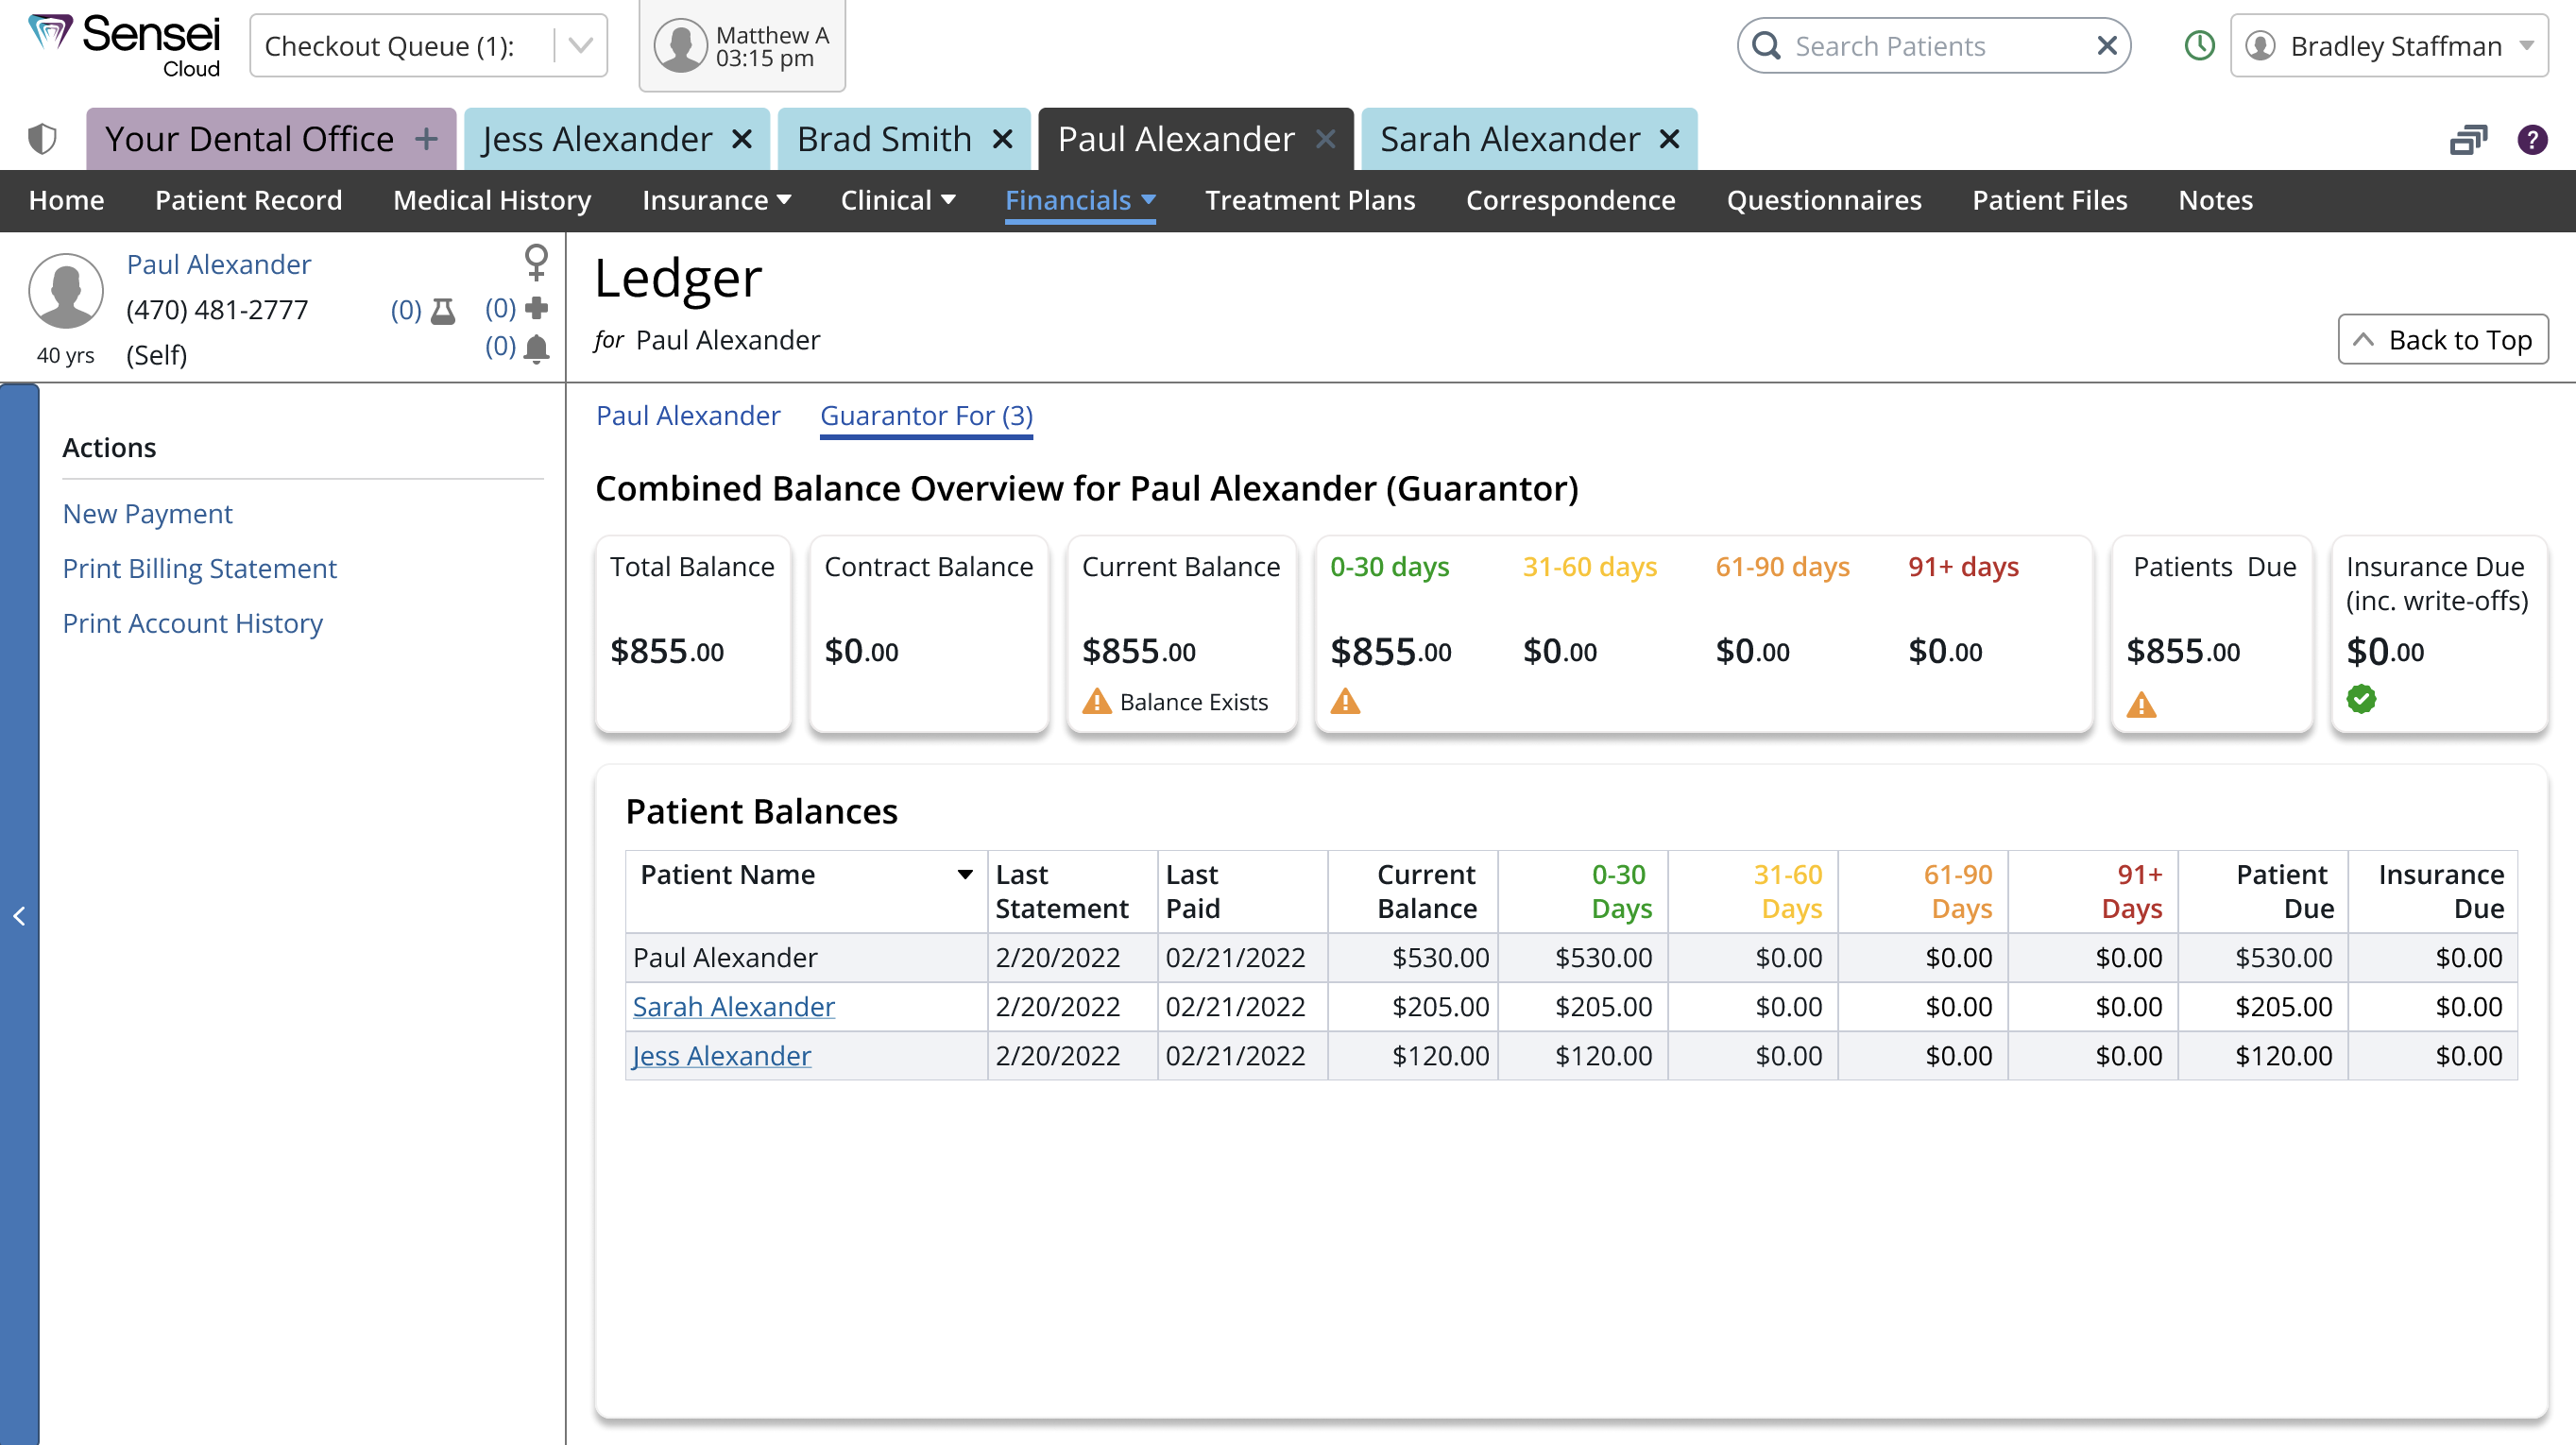 Sensei
Cloud
Checkout Queue (1):
Matthew A
03:15 pm
Search Patients
Bradley Staffman
Your Dental Office
Jess Alexander
Brad Smith
Paul Alexander
Sarah Alexander
?
Home Patient Record Medical History Insurance Clinical Financials Treatment Plans Correspondence Questionnaires Patient Files Notes
Paul Alexander
(470) 481-2777 (0) (0)
(0)
40 yrs (Self)
Ledger
for Paul Alexander
Back to Top
Actions
New Payment
Print Billing Statement
Print Account History
Paul Alexander Guarantor For (3)
Combined Balance Overview for Paul Alexander (Guarantor)
Total Balance
$855.00
Contract Balance
$0.00
Current Balance
$855.00
Balance Exists
0-30 days 31-60 days 61-90 days 91+ days
$855.00 $0.00 $0.00 $0.00
Patients Due
$855.00
Insurance Due
(inc. write-offs)
$0.00
Patient Balances
Patient Name Last Last Current 0-30 31-60 61-90 91+ Patient Insurance
Statement Paid Balance Days Days Days Days Due Due
Paul Alexander 2/20/2022 02/21/2022 $530.00 $530.00 $0.00 $0.00 $0.00 $530.00 $0.00
Sarah Alexander 2/20/2022 02/21/2022 $205.00 $205.00 $0.00 $0.00 $0.00 $205.00 $0.00
Jess Alexander 2/20/2022 02/21/2022 $120.00 $120.00 $0.00 $0.00 $0.00 $120.00 $0.00